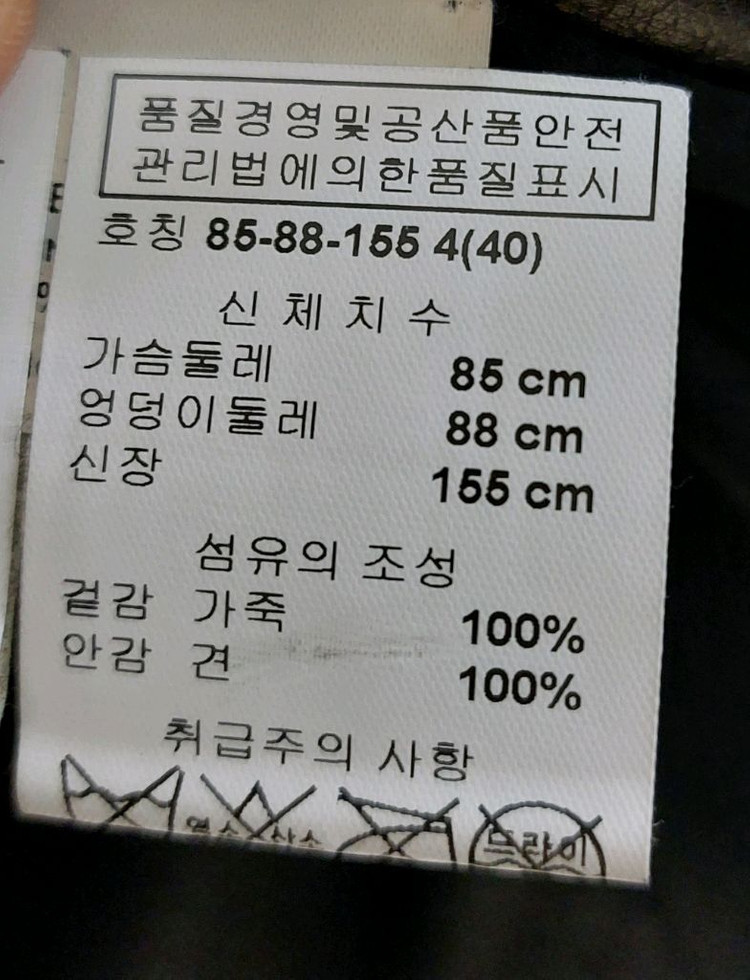 품질경영및공산품안전
관리법에의한품질표시
호칭 85-88-155 4(40)
신체치수
가슴둘레 85 cm
엉덩이둘레 88 cm
신장 155 cm
섬유의 조성
겉감 가죽 100%
안감 견 100%
취급주의 사항
염소 산소 드라이